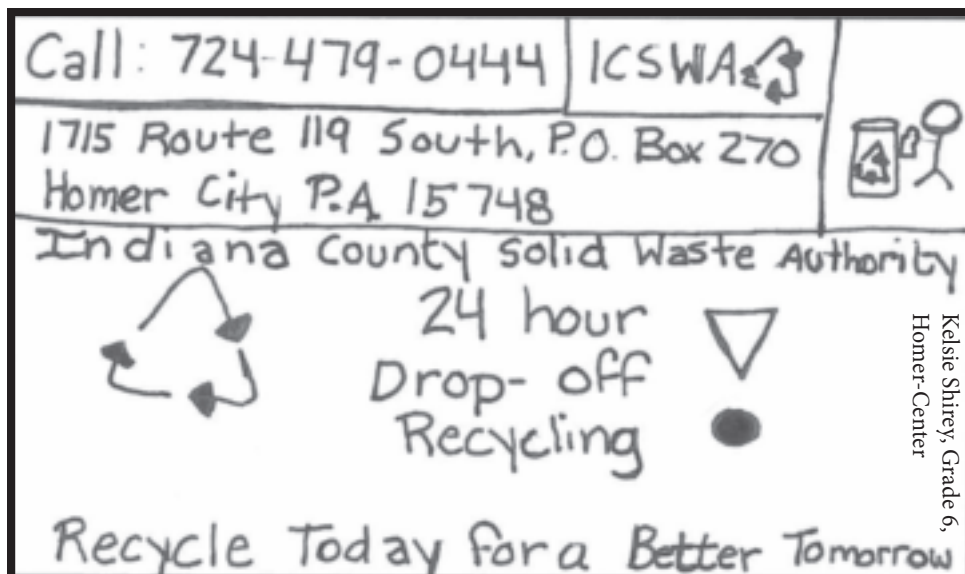 Call: 724-479-0444
ICSWA
1715 Route 119 South, P.O. Box 270
Homer City P.A. 15748
Indiana County Solid Waste Authority
24 hour
Drop-off
Recycling
Recycle Today for a Better Tomorrow
Kelsie Shirey, Grade 6,
Homer-Center